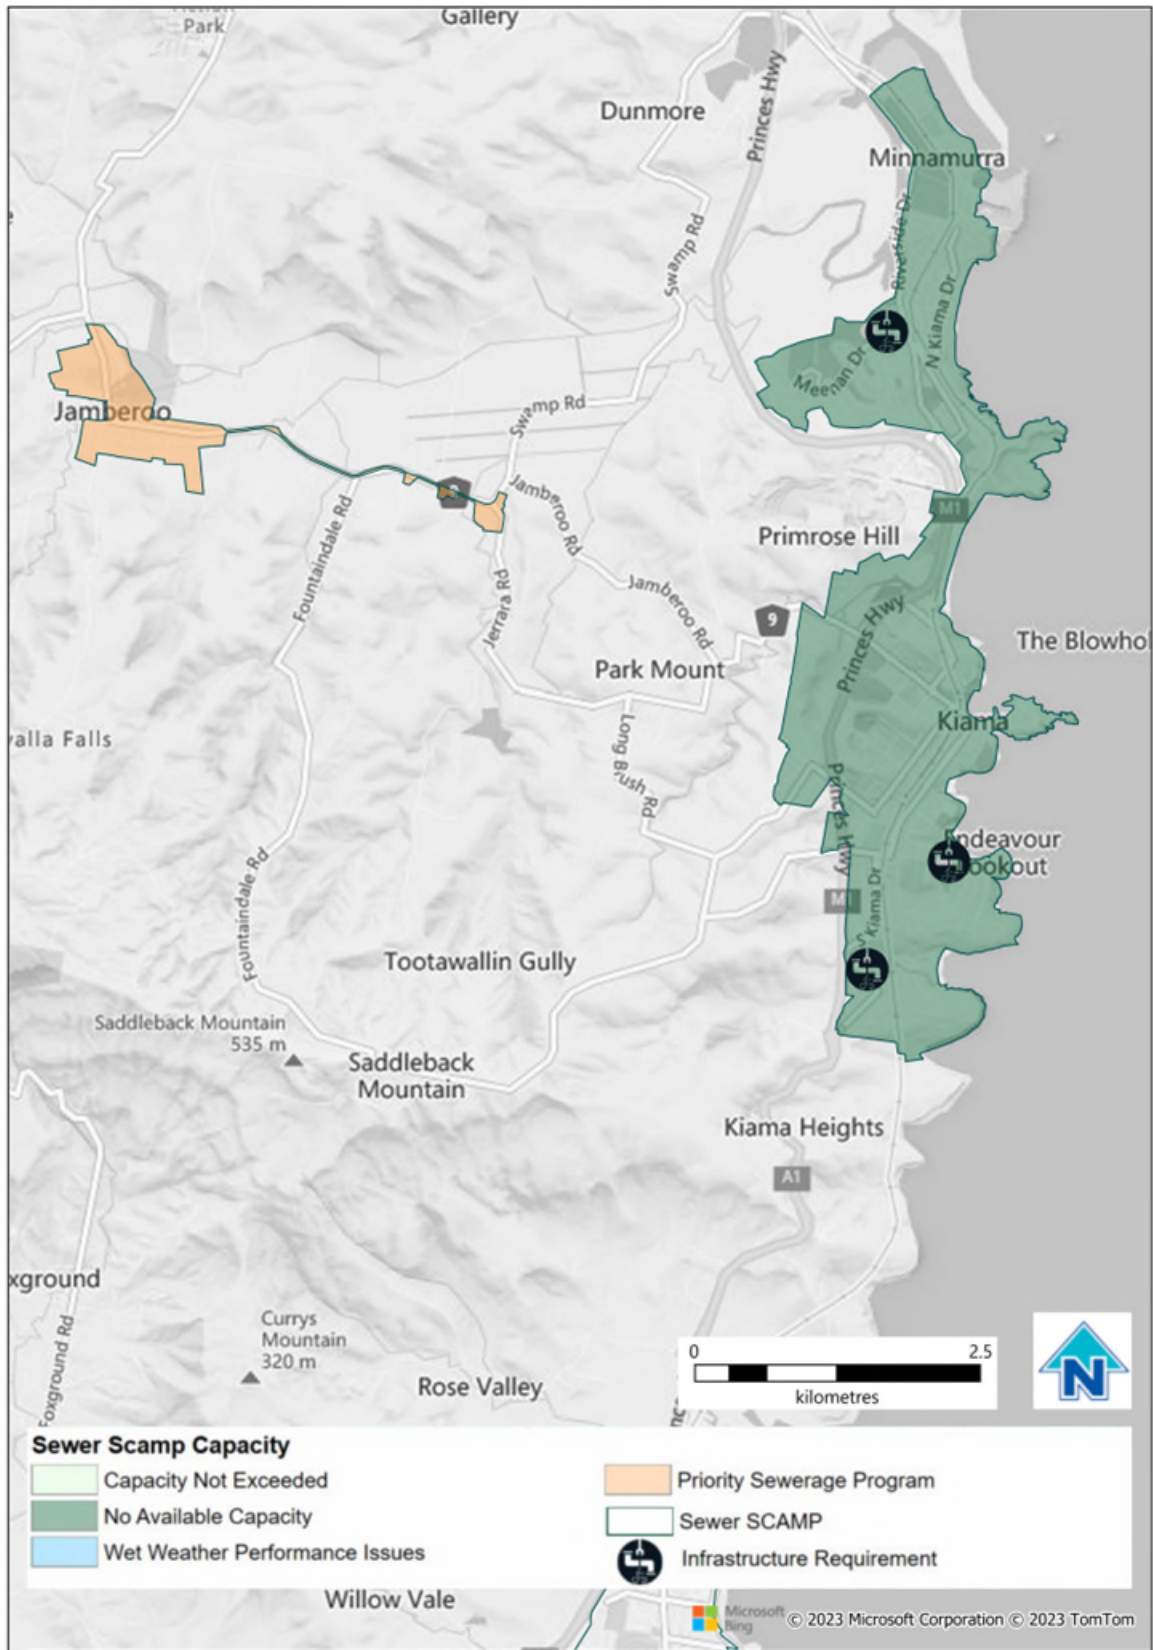 Park
Gallery
Dunmore
Princes Hwy
Minnamurra
Riverside Dr
Swamp Rd
N Kiama Dr
Meenan Dr
Jamberoo
Swamp Rd
Jamberoo Rd
M1
Fountaindale Rd
Primrose Hill
Jerrara Rd
Jamberoo Rd
9
Princes Hwy
The Blowhol
Park Mount
Kiama
valla Falls
Long Brush Rd
Princes Hwy
Endeavour
Lookout
Fountaindale Rd
M1
S Kiama Dr
Tootawallin Gully
Saddleback Mountain
535 m
Saddleback
Mountain
Kiama Heights
A1
xground
Currys
Mountain
320 m
Foxground Rd
Rose Valley
0 2.5
kilometres
N
Sewer Scamp Capacity
Capacity Not Exceeded
No Available Capacity
Wet Weather Performance Issues
Priority Sewerage Program
Sewer SCAMP
Infrastructure Requirement
Willow Vale
Microsoft
Bing
© 2023 Microsoft Corporation © 2023 TomTom